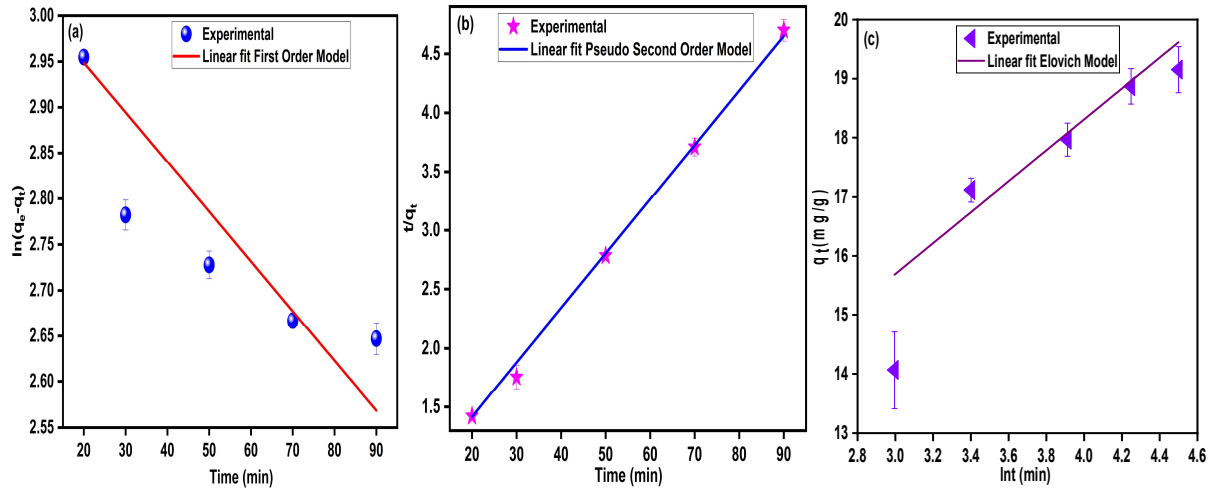 (a)
Experimental
Linear fit First Order Model
3.00
2.95
2.90
2.85
2.80
2.75
2.70
2.65
2.60
2.55
ln(qe-qt)
20 30 40 50 60 70 80 90
Time (min)
(b)
Experimental
Linear fit Pseudo Second Order Model
4.5
4.0
3.5
3.0
2.5
2.0
1.5
t/qt
20 30 40 50 60 70 80 90
Time (min)
(c)
Experimental
Linear fit Elovich Model
20
19
18
17
16
15
14
13
qt(mg/g)
2.8 3.0 3.2 3.4 3.6 3.8 4.0 4.2 4.4 4.6
lnt (min)